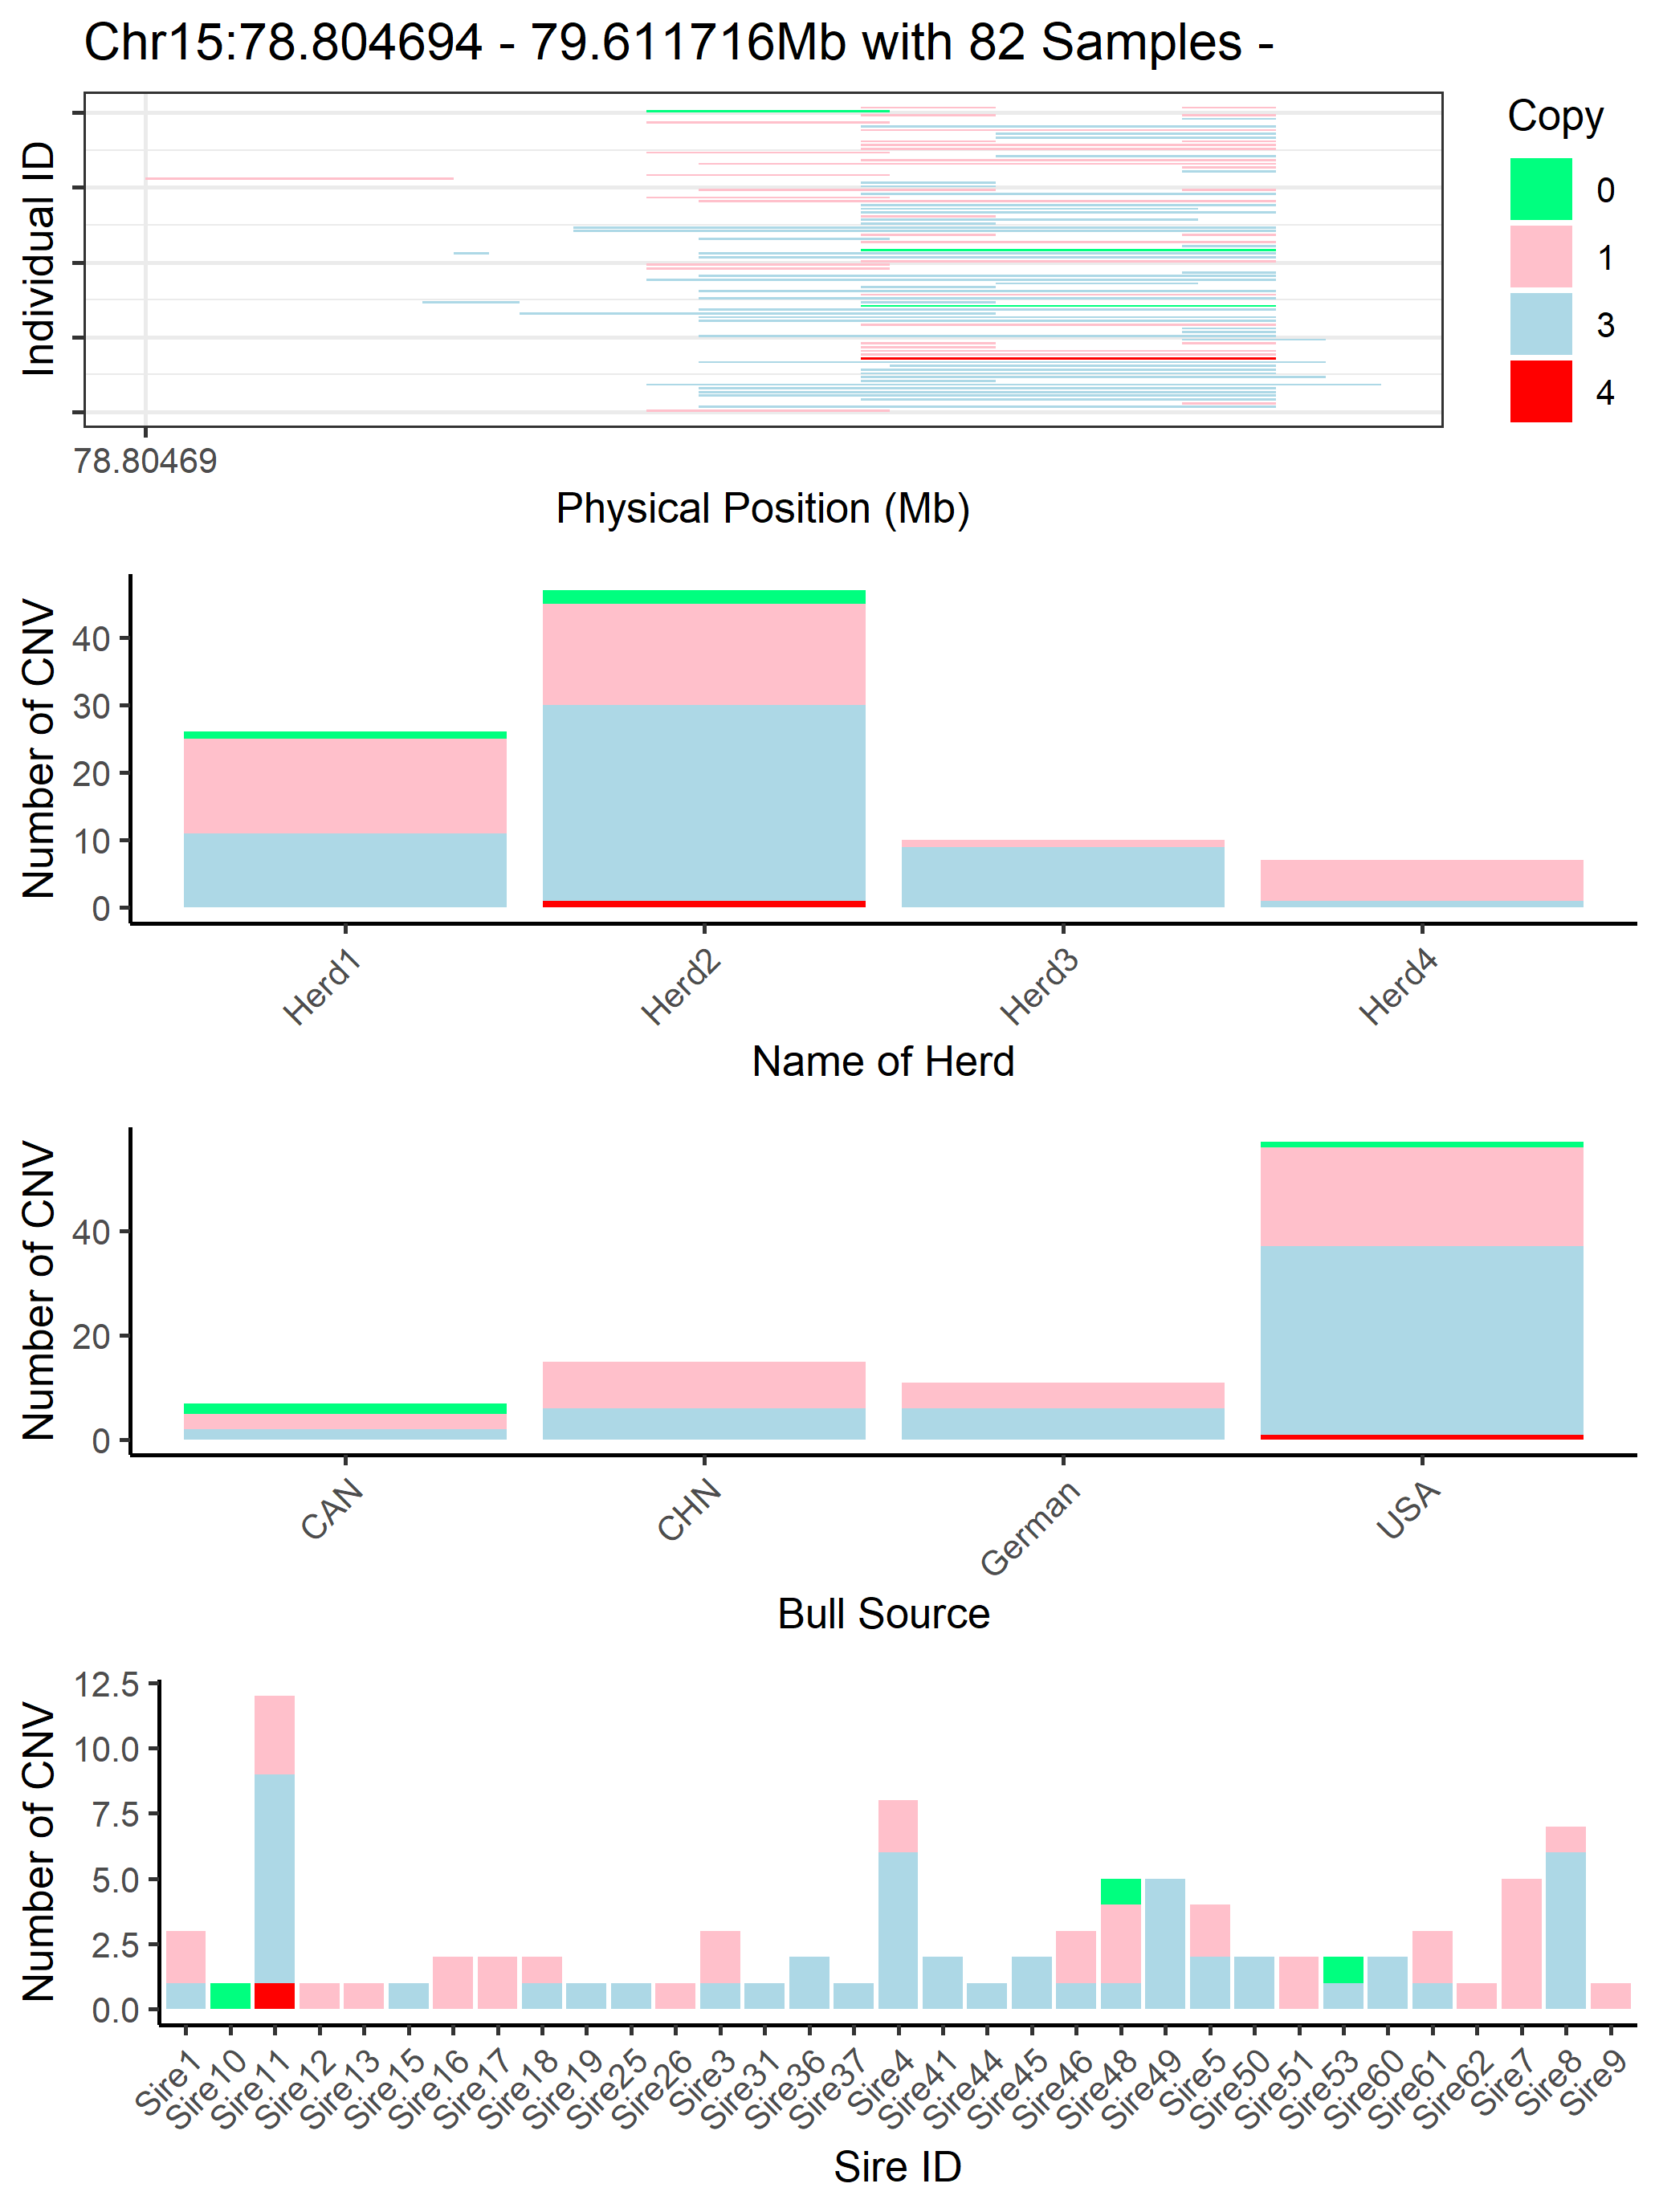 Chr15:78.804694 - 79.611716Mb with 82 Samples -
Individual ID
78.80469
Physical Position (Mb)
Copy
0
1
3
4
Number of CNV
40
30
20
10
0
Herd1 Herd2 Herd3 Herd4
Name of Herd
Number of CNV
40
20
0
CAN CHN German USA
Bull Source
Number of CNV
12.5
10.0
7.5
5.0
2.5
0.0
Sire1 Sire10 Sire11 Sire12 Sire13 Sire15 Sire16 Sire17 Sire18 Sire19 Sire25 Sire26 Sire3 Sire31 Sire36 Sire37 Sire4 Sire41 Sire44 Sire45 Sire46 Sire48 Sire49 Sire5 Sire50 Sire51 Sire53 Sire60 Sire61 Sire62 Sire7 Sire8 Sire9
Sire ID